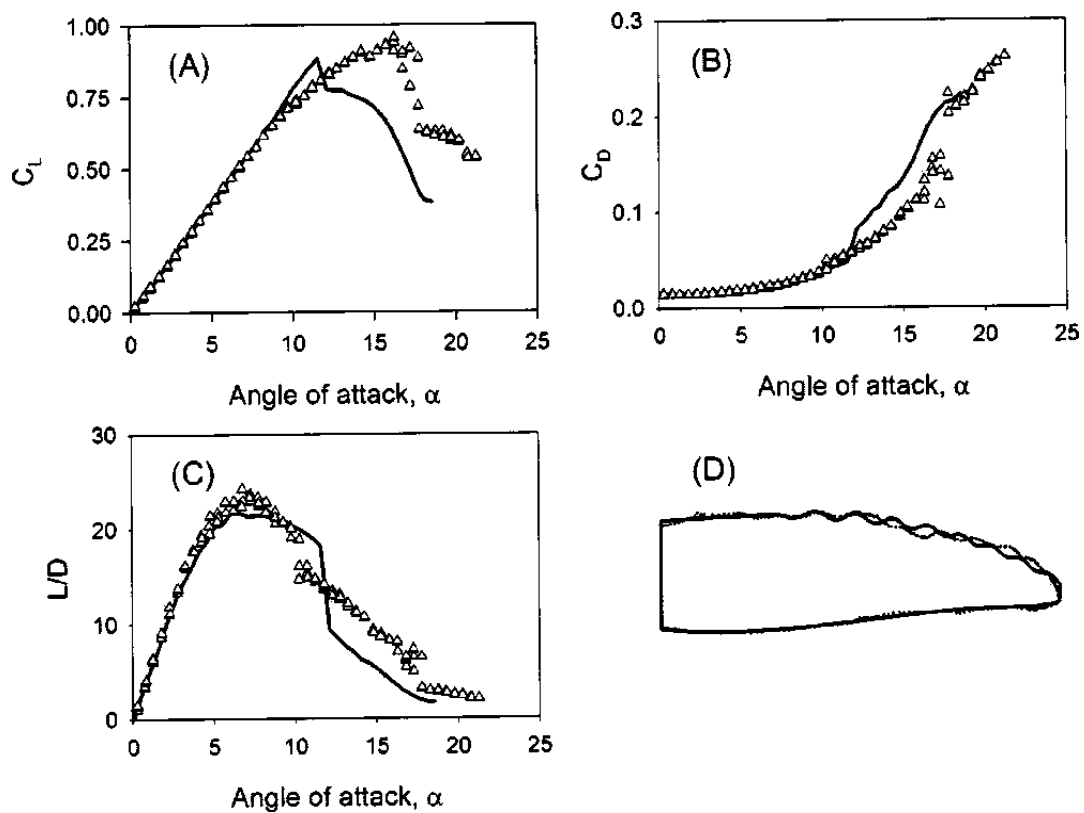 (A)
1.00
0.75
0.50
0.25
0.00
C_L
0 5 10 15 20 25
Angle of attack, α
(B)
0.3
0.2
0.1
0.0
C_D
0 5 10 15 20 25
Angle of attack, α
(C)
30
20
10
0
L/D
0 5 10 15 20 25
Angle of attack, α
(D)